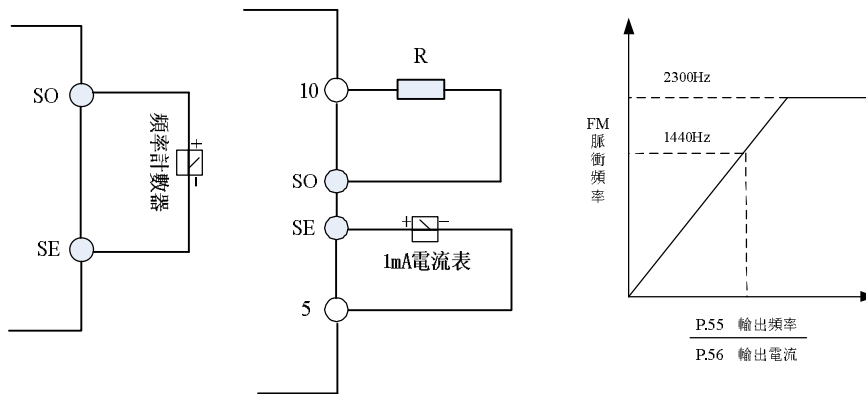 SO
頻率計數器
+
-
SE
10
R
SO
SE
+
-
1mA電流表
5
2300Hz
FM
脈衝頻率
1440Hz
P.55 輸出頻率
P.56 輸出電流